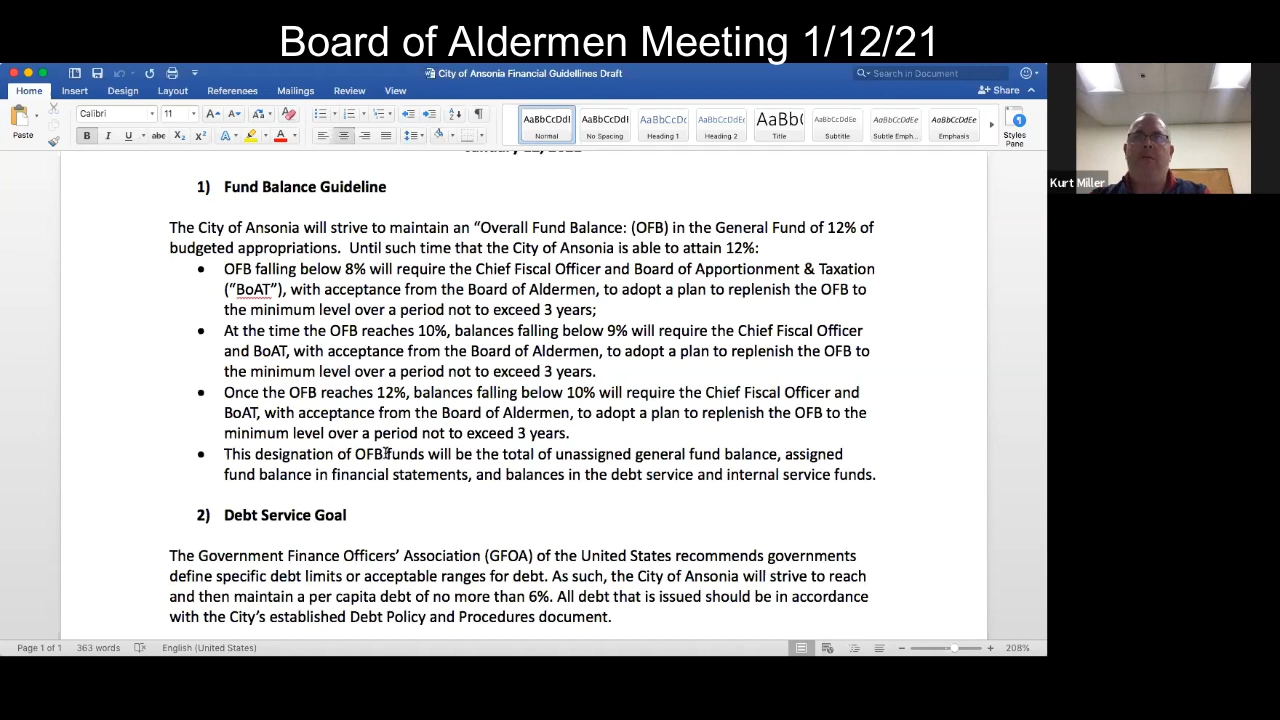 Board of Aldermen Meeting 1/12/21
City of Ansonia Financial Guidellnes Draft
Search in Document
Home Insert Design Layout References Mailings Review View
Share
Paste
Calibri 11
B I U abc X₂ X²
AaBbCcDdI AaBbCcDdI AaBbCcDc AaBbCcDdE AaBbC AaBbCcDdEe AaBbCcDdEe AaBbCcDdEe
Normal No Spacing Heading 1 Heading 2 Title Subtitle Subtle Emph... Emphasis
Styles
Pane
Kurt Miller
1) Fund Balance Guideline
The City of Ansonia will strive to maintain an “Overall Fund Balance: (OFB) in the General Fund of 12% of
budgeted appropriations. Until such time that the City of Ansonia is able to attain 12%:
• OFB falling below 8% will require the Chief Fiscal Officer and Board of Apportionment & Taxation
(“BoAT”), with acceptance from the Board of Aldermen, to adopt a plan to replenish the OFB to
the minimum level over a period not to exceed 3 years;
• At the time the OFB reaches 10%, balances falling below 9% will require the Chief Fiscal Officer
and BoAT, with acceptance from the Board of Aldermen, to adopt a plan to replenish the OFB to
the minimum level over a period not to exceed 3 years.
• Once the OFB reaches 12%, balances falling below 10% will require the Chief Fiscal Officer and
BoAT, with acceptance from the Board of Aldermen, to adopt a plan to replenish the OFB to the
minimum level over a period not to exceed 3 years.
• This designation of OFB funds will be the total of unassigned general fund balance, assigned
fund balance in financial statements, and balances in the debt service and internal service funds.
2) Debt Service Goal
The Government Finance Officers’ Association (GFOA) of the United States recommends governments
define specific debt limits or acceptable ranges for debt. As such, the City of Ansonia will strive to reach
and then maintain a per capita debt of no more than 6%. All debt that is issued should be in accordance
with the City’s established Debt Policy and Procedures document.
Page 1 of 1 363 words English (United States) 208%